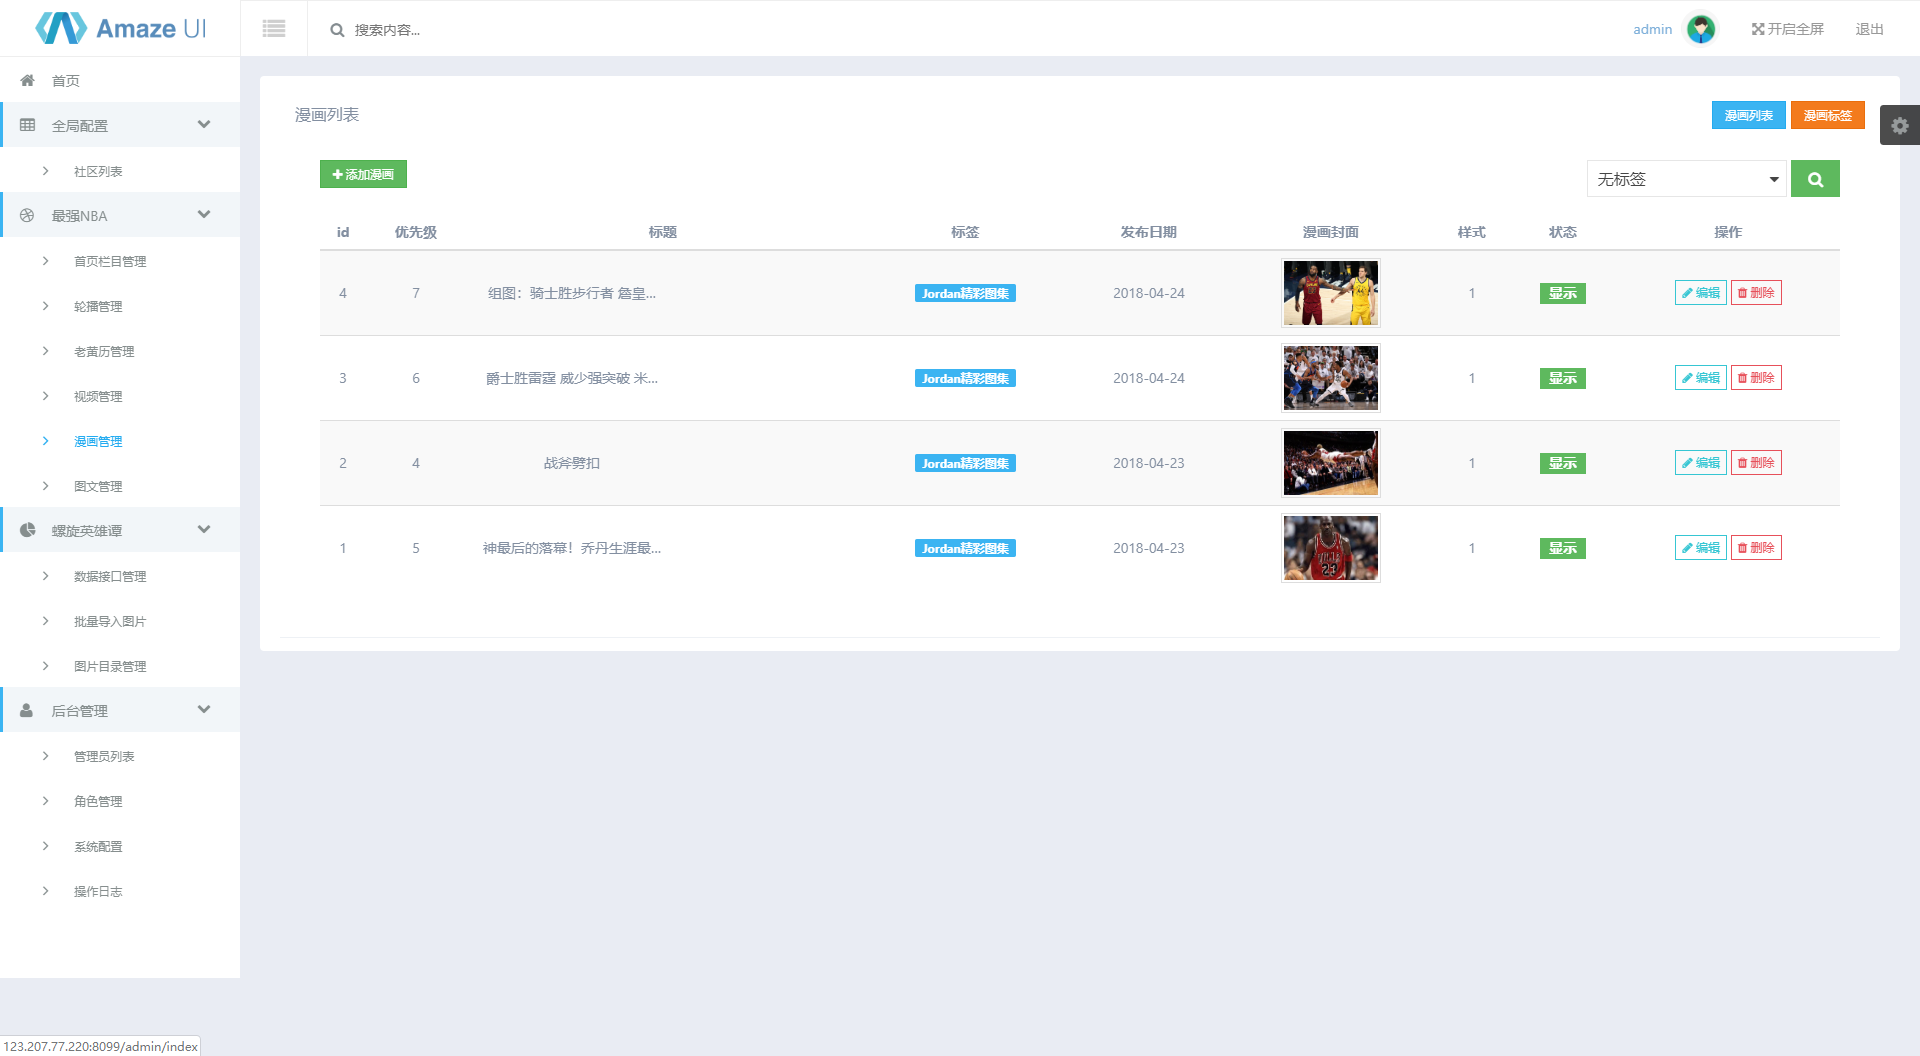 Amaze UI
搜索内容...
admin
开启全屏
退出
首页
全局配置
社区列表
最强NBA
首页栏目管理
轮播管理
老黄历管理
视频管理
漫画管理
图文管理
螺旋英雄谭
数据接口管理
批量导入图片
图片目录管理
后台管理
管理员列表
角色管理
系统配置
操作日志
漫画列表
漫画列表 漫画标签
添加漫画
无标签
id 优先级 标题 标签 发布日期 漫画封面 样式 状态 操作
4 7 组图：骑士胜步行者 詹皇... Jordan精彩图集 2018-04-24 1 显示 编辑 删除
3 6 爵士胜雷霆 威少强突破 米... Jordan精彩图集 2018-04-24 1 显示 编辑 删除
2 4 战斧劈扣 Jordan精彩图集 2018-04-23 1 显示 编辑 删除
1 5 神最后的落幕！乔丹生涯最... Jordan精彩图集 2018-04-23 1 显示 编辑 删除
123.207.77.220:8099/admin/index